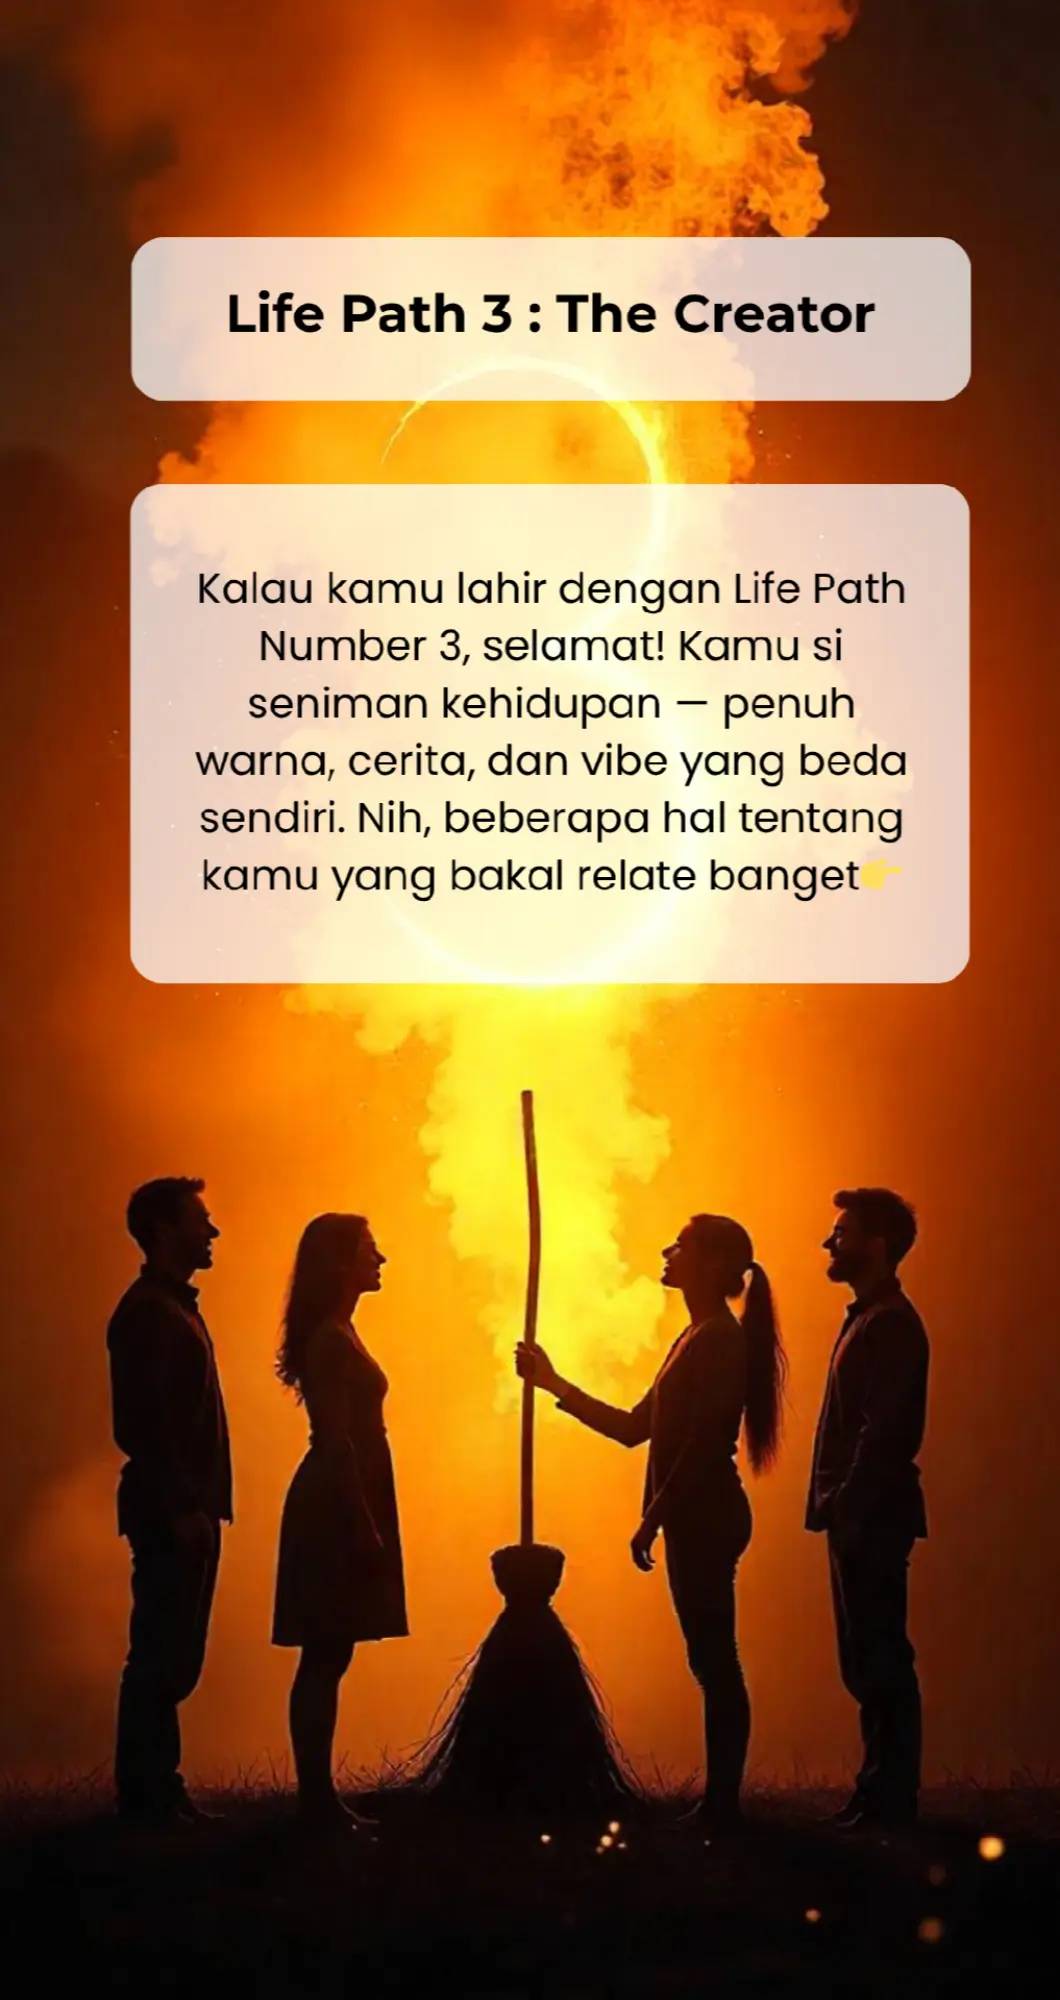 Life Path 3 : The Creator
Kalau kamu lahir dengan Life Path
Number 3, selamat! Kamu si
seniman kehidupan — penuh
warna, cerita, dan vibe yang beda
sendiri. Nih, beberapa hal tentang
kamu yang bakal relate banget👉